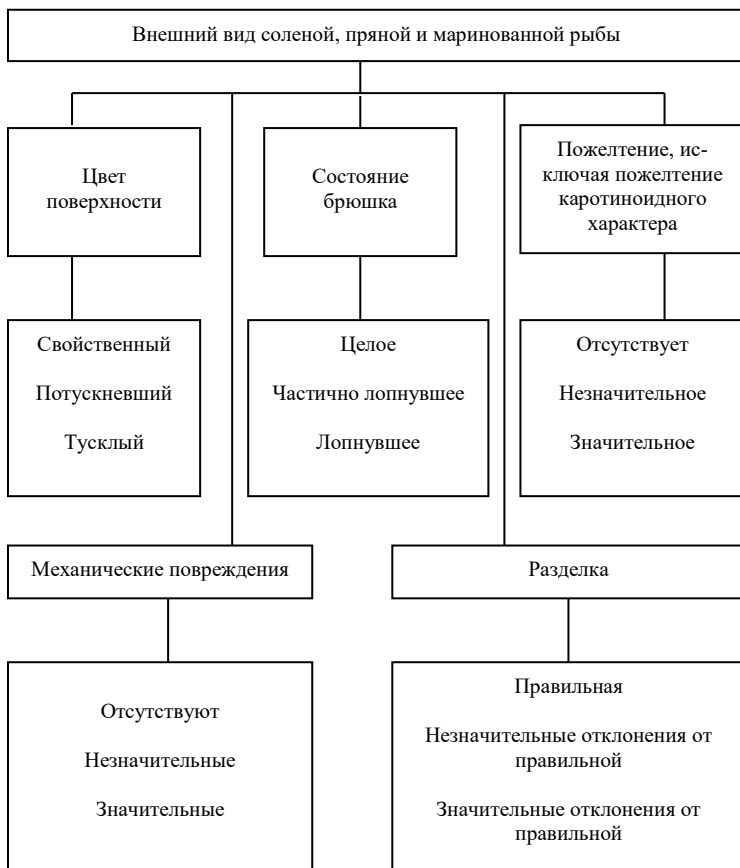 Внешний вид соленой, пряной и маринованной рыбы
Цвет
поверхности
Состояние
брюшка
Пожелтение, ис-
ключая пожелтение
каротиноидного
характера
Свойственный
Потускневший
Тусклый
Целое
Частично лопнувшее
Лопнувшее
Отсутствует
Незначительное
Значительное
Механические повреждения
Разделка
Отсутствуют
Незначительные
Значительные
Правильная
Незначительные отклонения от
правильной
Значительные отклонения от
правильной